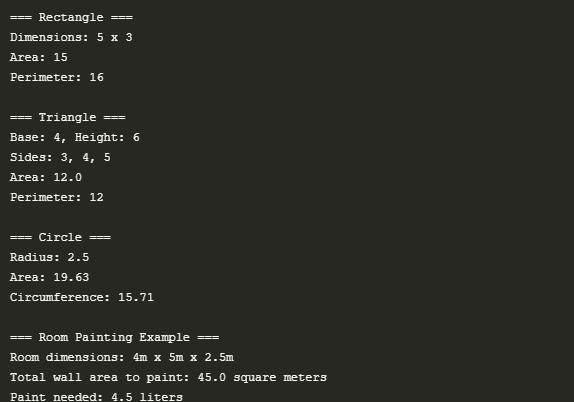 === Rectangle ===
Dimensions: 5 x 3
Area: 15
Perimeter: 16
=== Triangle ===
Base: 4, Height: 6
Sides: 3, 4, 5
Area: 12.0
Perimeter: 12
=== Circle ===
Radius: 2.5
Area: 19.63
Circumference: 15.71
=== Room Painting Example ===
Room dimensions: 4m x 5m x 2.5m
Total wall area to paint: 45.0 square meters
Paint needed: 4.5 liters